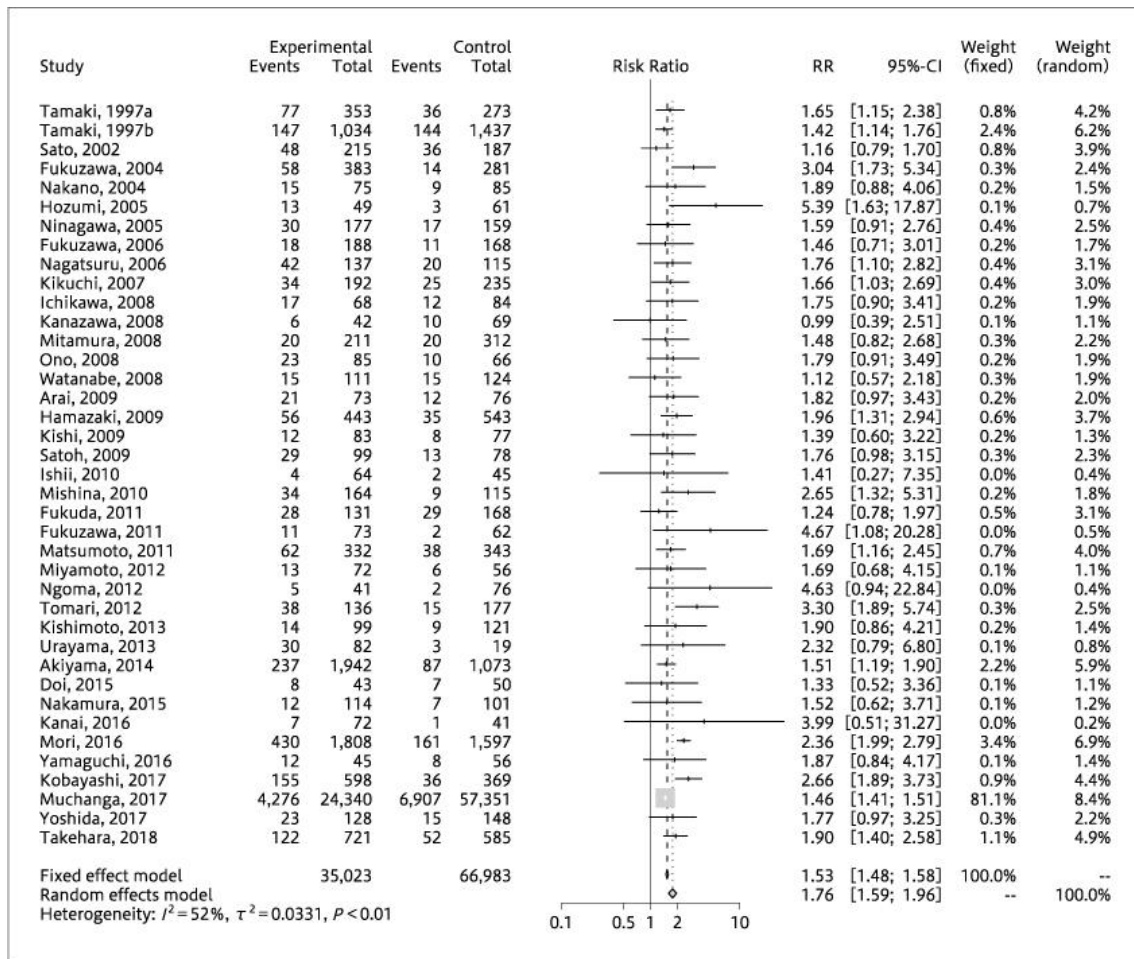 Experimental Control Weight Weight
Study Events Total Events Total Risk Ratio RR 95%-CI (fixed) (random)
Tamaki, 1997a 77 353 36 273 1.65 [1.15; 2.38] 0.8% 4.2%
Tamaki, 1997b 147 1,034 144 1,437 1.42 [1.14; 1.76] 2.4% 6.2%
Sato, 2002 48 215 36 187 1.16 [0.79; 1.70] 0.8% 3.9%
Fukuzawa, 2004 58 383 14 281 3.04 [1.73; 5.34] 0.3% 2.4%
Nakano, 2004 15 75 9 85 1.89 [0.88; 4.06] 0.2% 1.5%
Hozumi, 2005 13 49 3 61 5.39 [1.63; 17.87] 0.1% 0.7%
Ninagawa, 2005 30 177 17 159 1.59 [0.91; 2.76] 0.4% 2.5%
Fukuzawa, 2006 18 188 11 168 1.46 [0.71; 3.01] 0.2% 1.7%
Nagatsuru, 2006 42 137 20 115 1.76 [1.10; 2.82] 0.4% 3.1%
Kikuchi, 2007 34 192 25 235 1.66 [1.03; 2.69] 0.4% 3.0%
Ichikawa, 2008 17 68 12 84 1.75 [0.90; 3.41] 0.2% 1.9%
Kanazawa, 2008 6 42 10 69 0.99 [0.39; 2.51] 0.1% 1.1%
Mitamura, 2008 20 211 20 312 1.48 [0.82; 2.68] 0.3% 2.2%
Ono, 2008 23 85 10 66 1.79 [0.91; 3.49] 0.2% 1.9%
Watanabe, 2008 15 111 15 124 1.12 [0.57; 2.18] 0.3% 1.9%
Arai, 2009 21 73 12 76 1.82 [0.97; 3.43] 0.2% 2.0%
Hamazaki, 2009 56 443 35 543 1.96 [1.31; 2.94] 0.6% 3.7%
Kishi, 2009 12 83 8 77 1.39 [0.60; 3.22] 0.2% 1.3%
Satoh, 2009 29 99 13 78 1.76 [0.98; 3.15] 0.3% 2.3%
Ishii, 2010 4 64 2 45 1.41 [0.27; 7.35] 0.0% 0.4%
Mishina, 2010 34 164 9 115 2.65 [1.32; 5.31] 0.2% 1.8%
Fukuda, 2011 28 131 29 168 1.24 [0.78; 1.97] 0.5% 3.1%
Fukuzawa, 2011 11 73 2 62 4.67 [1.08; 20.28] 0.0% 0.5%
Matsumoto, 2011 62 332 38 343 1.69 [1.16; 2.45] 0.7% 4.0%
Miyamoto, 2012 13 72 6 56 1.69 [0.68; 4.15] 0.1% 1.1%
Ngoma, 2012 5 41 2 76 4.63 [0.94; 22.84] 0.0% 0.4%
Tomari, 2012 38 136 15 177 3.30 [1.89; 5.74] 0.3% 2.5%
Kishimoto, 2013 14 99 9 121 1.90 [0.86; 4.21] 0.2% 1.4%
Urayama, 2013 30 82 3 19 2.32 [0.79; 6.80] 0.1% 0.8%
Akiyama, 2014 237 1,942 87 1,073 1.51 [1.19; 1.90] 2.2% 5.9%
Doi, 2015 8 43 7 50 1.33 [0.52; 3.36] 0.1% 1.1%
Nakamura, 2015 12 114 7 101 1.52 [0.62; 3.71] 0.1% 1.2%
Kanai, 2016 7 72 1 41 3.99 [0.51; 31.27] 0.0% 0.2%
Mori, 2016 430 1,808 161 1,597 2.36 [1.99; 2.79] 3.4% 6.9%
Yamaguchi, 2016 12 45 8 56 1.87 [0.84; 4.17] 0.1% 1.4%
Kobayashi, 2017 155 598 36 369 2.66 [1.89; 3.73] 0.9% 4.4%
Muchanga, 2017 4,276 24,340 6,907 57,351 1.46 [1.41; 1.51] 81.1% 8.4%
Yoshida, 2017 23 128 15 148 1.77 [0.97; 3.25] 0.3% 2.2%
Takehara, 2018 122 721 52 585 1.90 [1.40; 2.58] 1.1% 4.9%
Fixed effect model 35,023 66,983 1.53 [1.48; 1.58] 100.0% --
Random effects model 1.76 [1.59; 1.96] -- 100.0%
Heterogeneity: I²=52%, τ²=0.0331, P<0.01
0.1 0.5 1 2 10